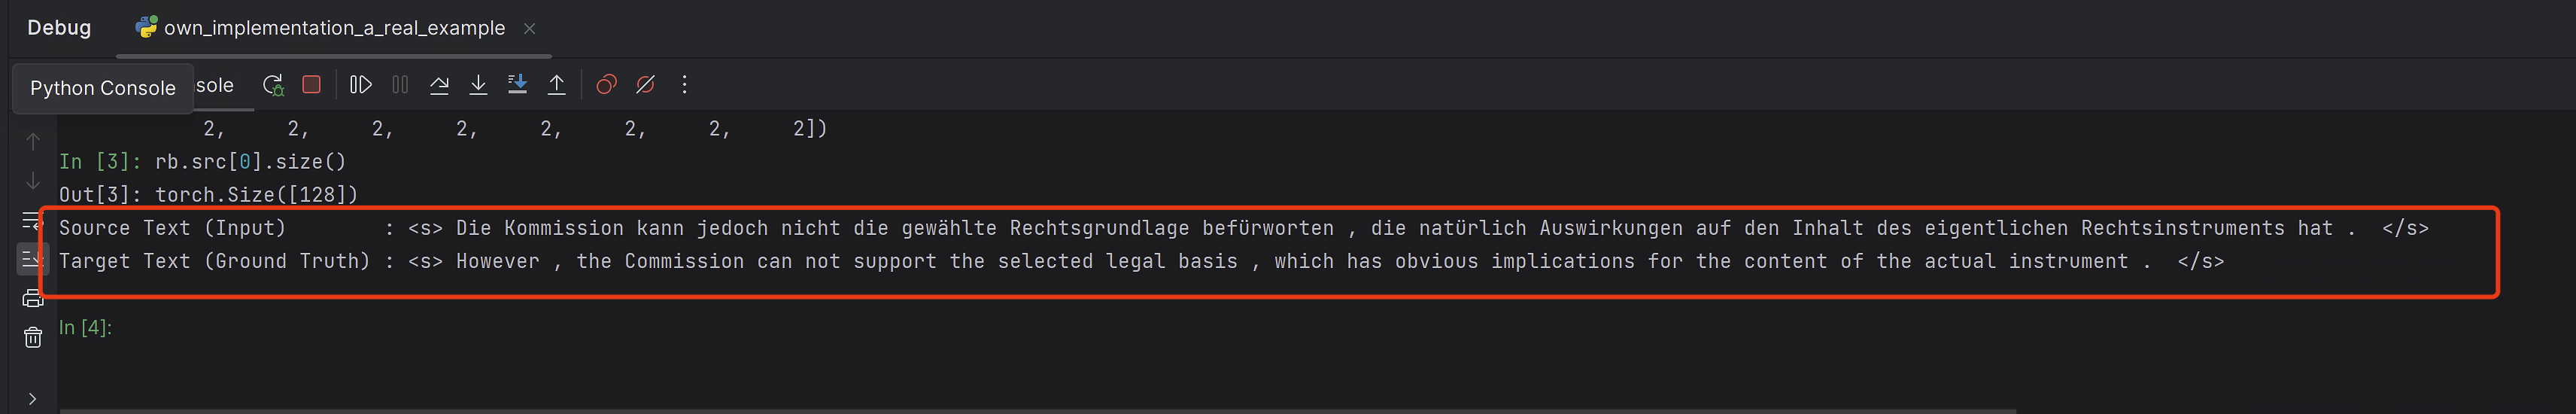 Debug own_implementation_a_real_example
Python Console sole
2, 2, 2, 2, 2, 2, 2, 2])
In [3]: rb.src[0].size()
Out[3]: torch.Size([128])
Source Text (Input) : <s> Die Kommission kann jedoch nicht die gewählte Rechtsgrundlage befürworten , die natürlich Auswirkungen auf den Inhalt des eigentlichen Rechtsinstruments hat . </s>
Target Text (Ground Truth) : <s> However , the Commission can not support the selected legal basis , which has obvious implications for the content of the actual instrument . </s>
In [4]: